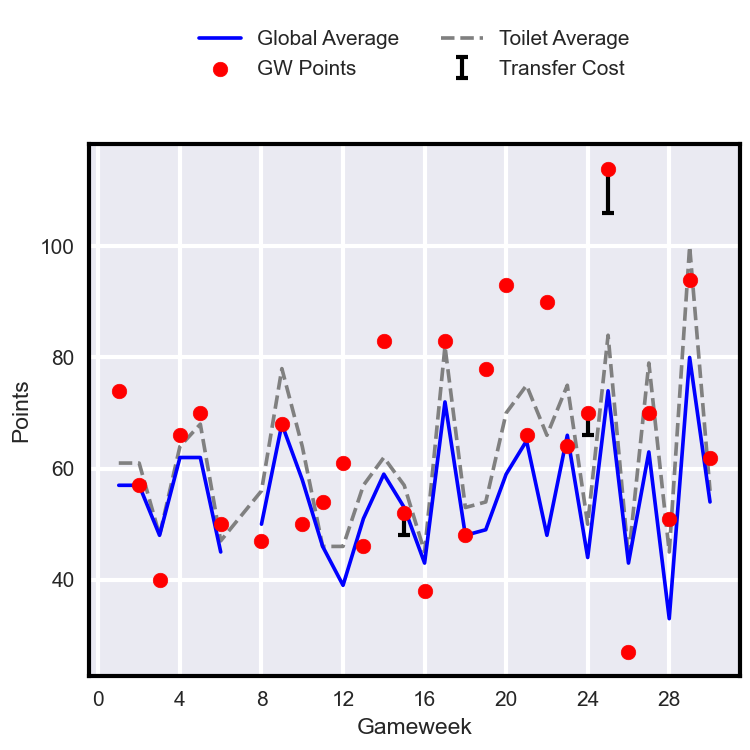 Global Average
GW Points
Toilet Average
Transfer Cost
100
80
60
40
Points
0 4 8 12 16 20 24 28
Gameweek